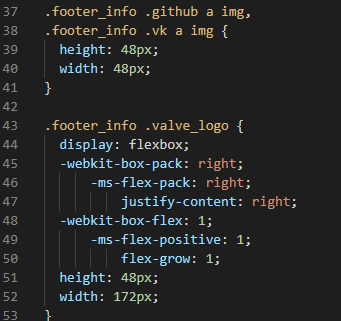 37 .footer_info .github a img,
38 .footer_info .vk a img {
39 height: 48px;
40 width: 48px;
41 }
42
43 .footer_info .valve_logo {
44 display: flexbox;
45 -webkit-box-pack: right;
46 -ms-flex-pack: right;
47 justify-content: right;
48 -webkit-box-flex: 1;
49 -ms-flex-positive: 1;
50 flex-grow: 1;
51 height: 48px;
52 width: 172px;
53 }